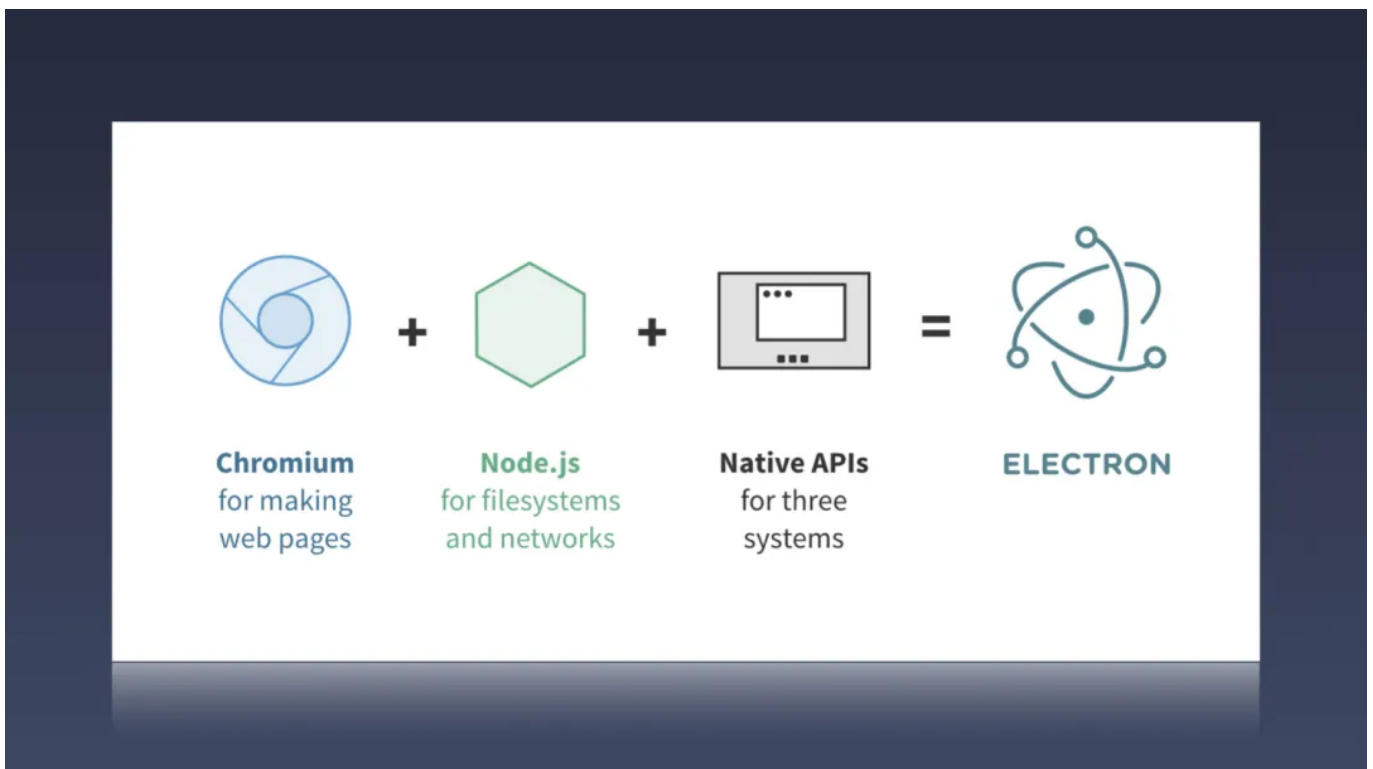 Chromium
for making
web pages
+
Node.js
for filesystems
and networks
+
Native APIs
for three
systems
=
ELECTRON